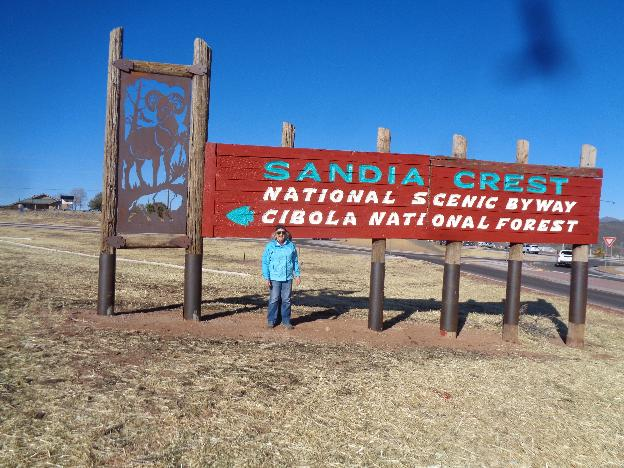 SANDIA CREST
NATIONAL SCENIC BYWAY
CIBOLA NATIONAL FOREST